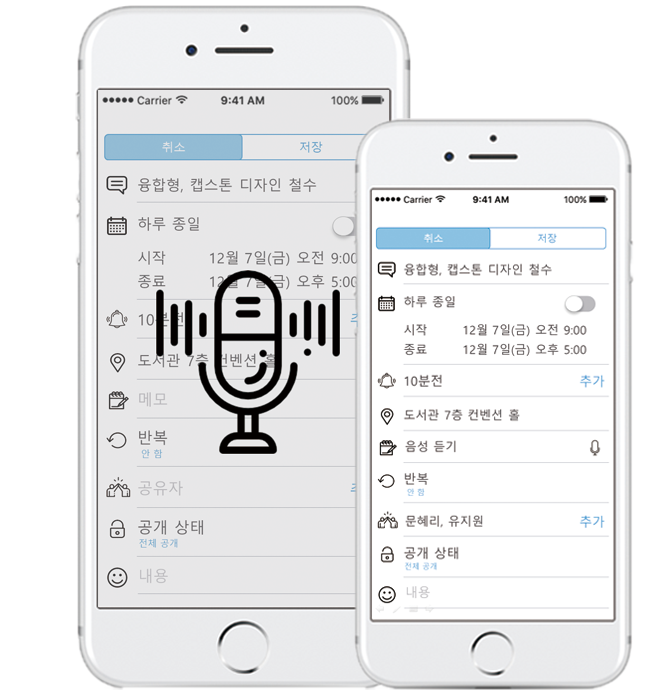 Carrier 9:41 AM 100%
취소 저장
융합형, 캡스톤 디자인 철수
하루 종일
시작 12월 7일(금) 오전 9:00
종료 12월 7일(금) 오후 5:00
10분전
도서관 7층 컨벤션 홀
메모
반복
안 함
공유자
공개 상태
전체 공개
내용
Carrier 9:41 AM 100%
취소 저장
융합형, 캡스톤 디자인 철수
하루 종일
시작 12월 7일(금) 오전 9:00
종료 12월 7일(금) 오후 5:00
10분전 추가
도서관 7층 컨벤션 홀
음성 듣기
반복
안 함
문혜리, 유지원 추가
공개 상태
전체 공개
내용